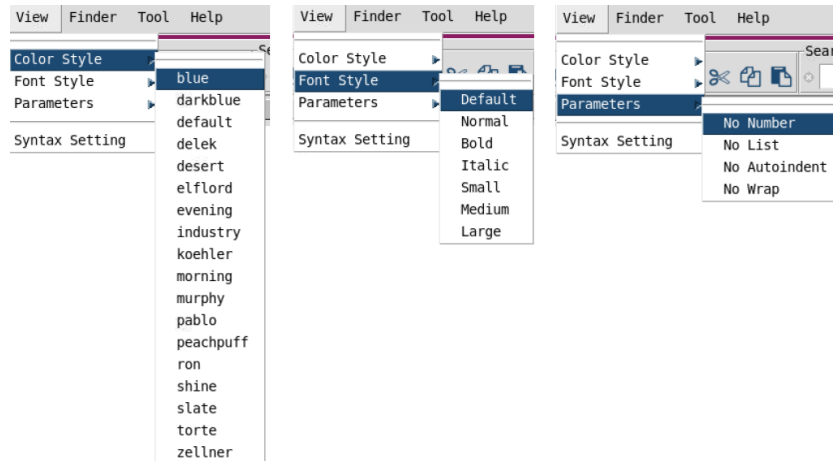 View Finder Tool Help
Color Style
Font Style
Parameters
Syntax Setting
blue
darkblue
default
delek
desert
elflord
evening
industry
koehler
morning
murphy
pablo
peachpuff
ron
shine
slate
torte
zellner
View Finder Tool Help
Color Style
Font Style
Parameters
Syntax Setting
Default
Normal
Bold
Italic
Small
Medium
Large
View Finder Tool Help
Color Style
Font Style
Parameters
Syntax Setting
No Number
No List
No Autoindent
No Wrap